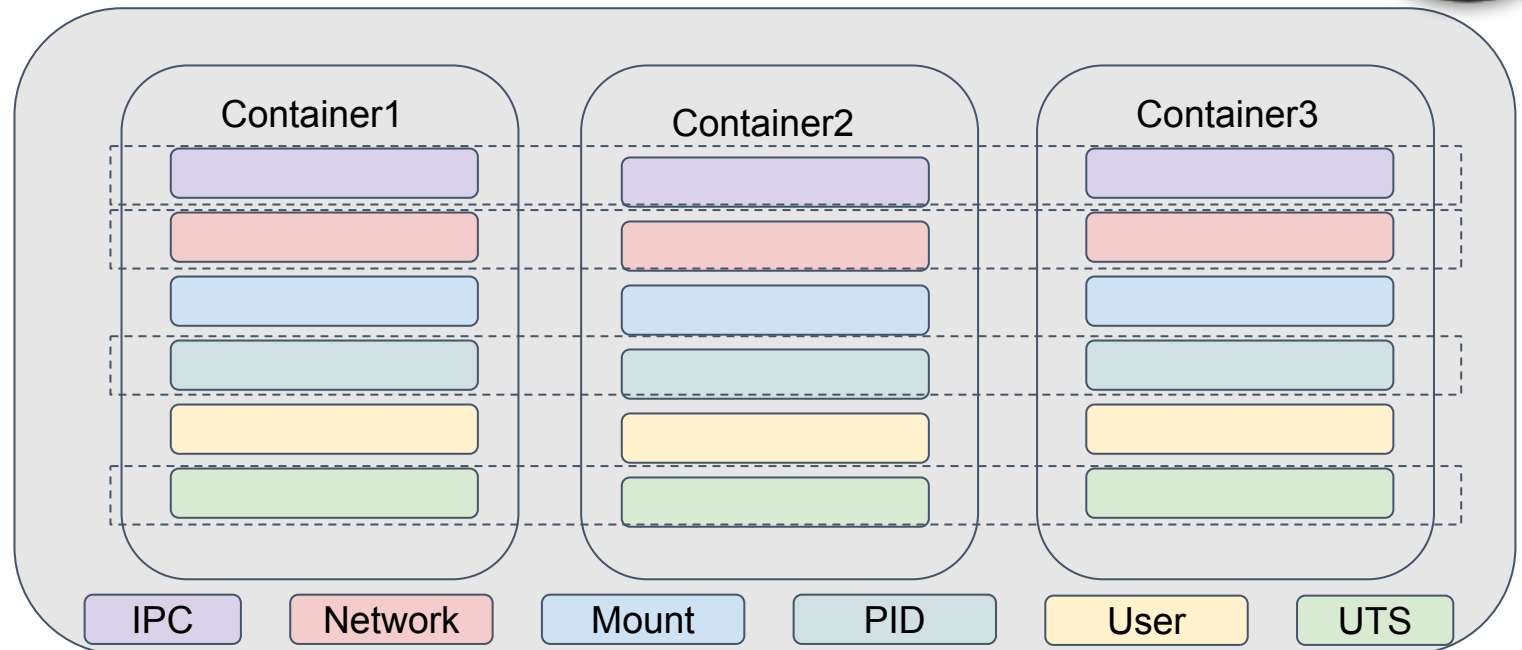 Container1
Container2
Container3
IPC
Network
Mount
PID
User
UTS